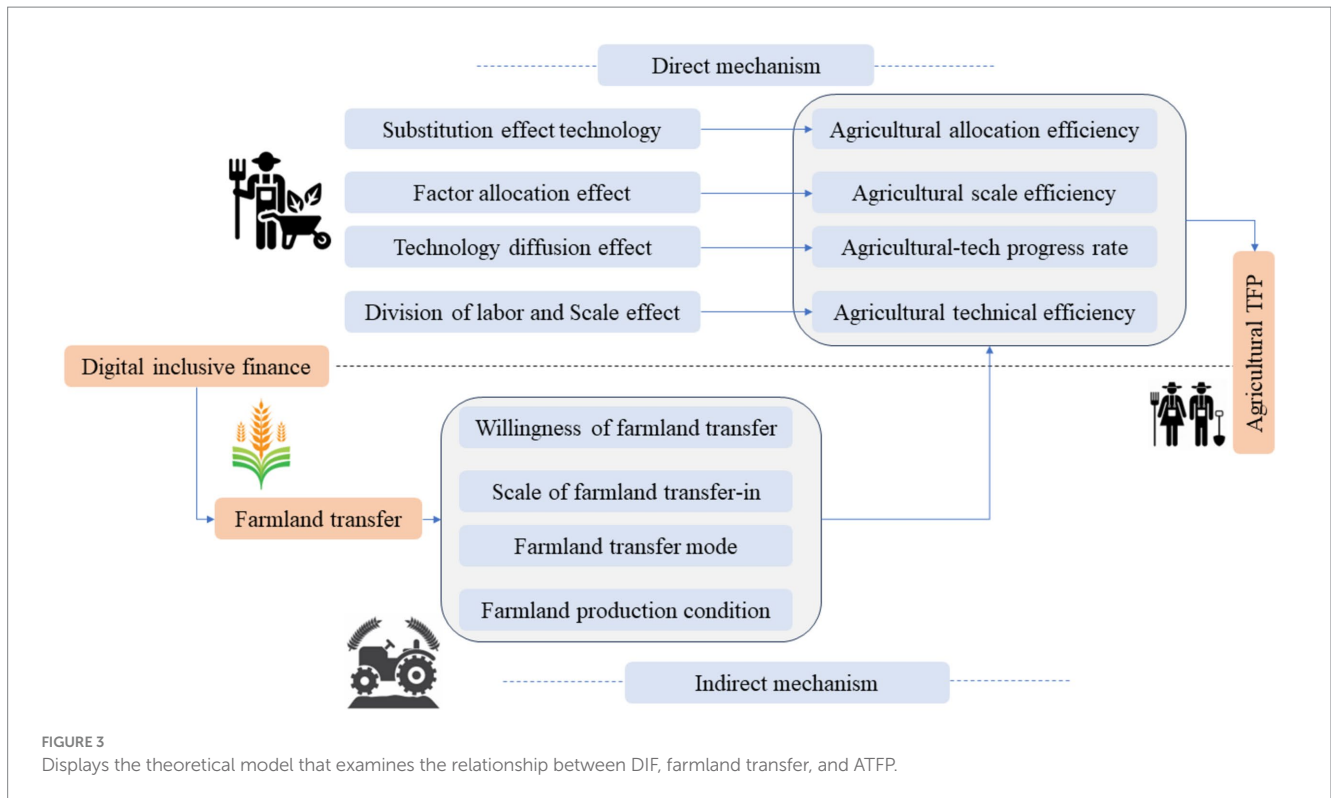 Direct mechanism
Substitution effect technology
Agricultural allocation efficiency
Factor allocation effect
Agricultural scale efficiency
Technology diffusion effect
Agricultural-tech progress rate
Division of labor and Scale effect
Agricultural technical efficiency
Digital inclusive finance
Agricultural TFP
Willingness of farmland transfer
Scale of farmland transfer-in
Farmland transfer
Farmland transfer mode
Farmland production condition
Indirect mechanism
FIGURE 3
Displays the theoretical model that examines the relationship between DIF, farmland transfer, and ATFP.